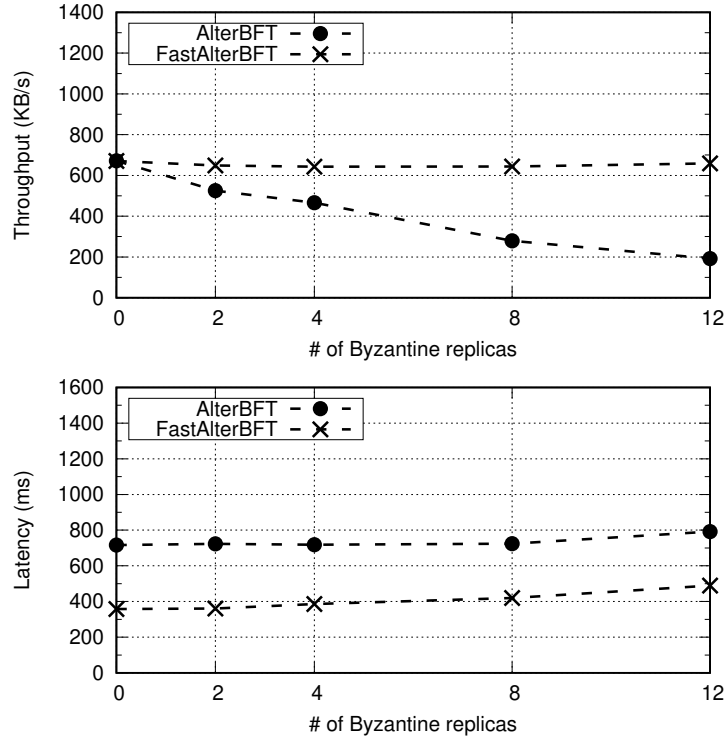 1400
1200
1000
800
600
400
200
0
Throughput (KB/s)
AlterBFT
FastAlterBFT
0 2 4 8 12
# of Byzantine replicas
1600
1400
1200
1000
800
600
400
200
0
Latency (ms)
AlterBFT
FastAlterBFT
0 2 4 8 12
# of Byzantine replicas